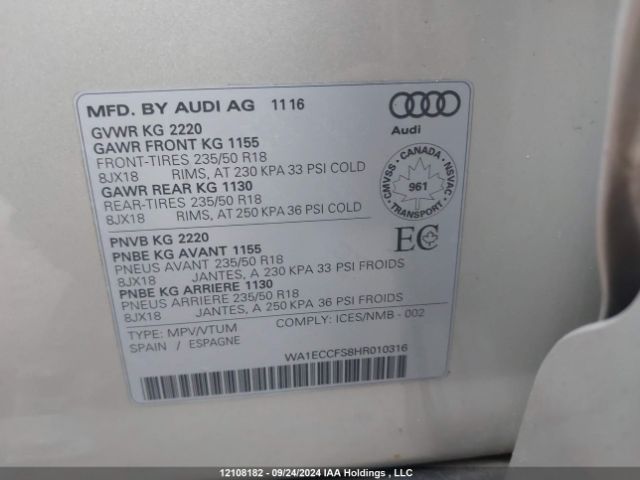 MFD. BY AUDI AG 1116
Audi
GVWR KG 2220
GAWR FRONT KG 1155
FRONT-TIRES 235/50 R18
8JX18 RIMS, AT 230 KPA 33 PSI COLD
GAWR REAR KG 1130
REAR-TIRES 235/50 R18
8JX18 RIMS, AT 250 KPA 36 PSI COLD
CMVSS - CANADA - NSVAC
961
TRANSPORT
PNVB KG 2220
PNBE KG AVANT 1155
PNEUS AVANT 235/50 R18
8JX18 JANTES, A 230 KPA 33 PSI FROIDS
PNBE KG ARRIERE 1130
PNEUS ARRIERE 235/50 R18
8JX18 JANTES, A 250 KPA 36 PSI FROIDS
EC
TYPE: MPV/VTUM COMPLY: ICES/NMB - 002
SPAIN / ESPAGNE
WA1ECCFS8HR010316
12108182 - 09/24/2024 IAA Holdings , LLC